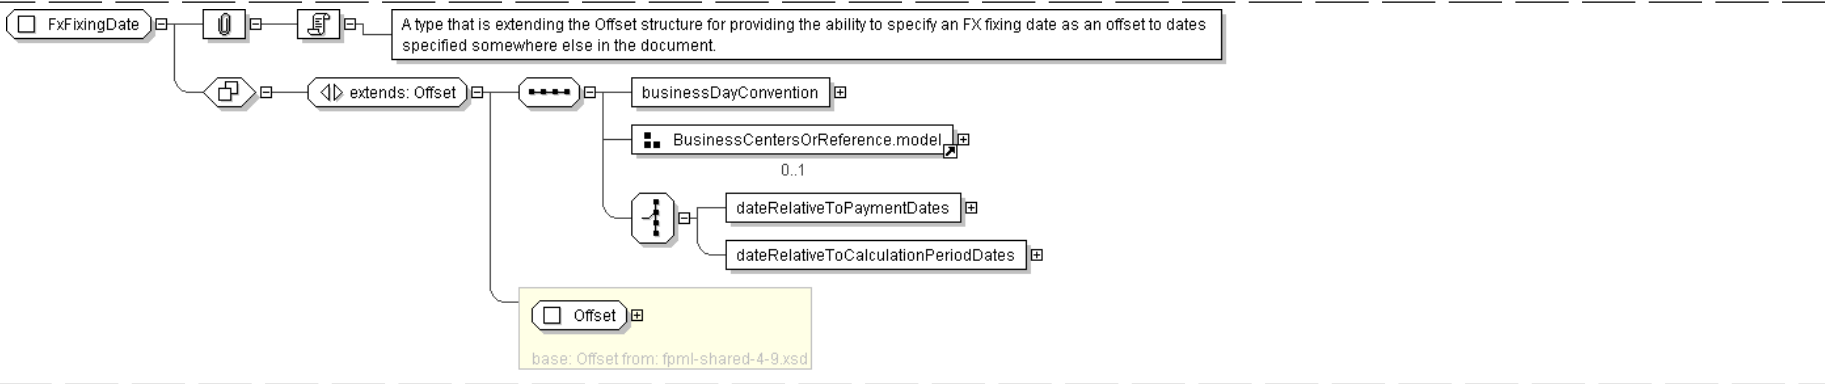 FxFixingDate
A type that is extending the Offset structure for providing the ability to specify an FX fixing date as an offset to dates
specified somewhere else in the document.
extends: Offset
businessDayConvention
BusinessCentersOrReference.model
0..1
dateRelativeToPaymentDates
dateRelativeToCalculationPeriodDates
Offset
base: Offset from: fpml-shared-4-9.xsd